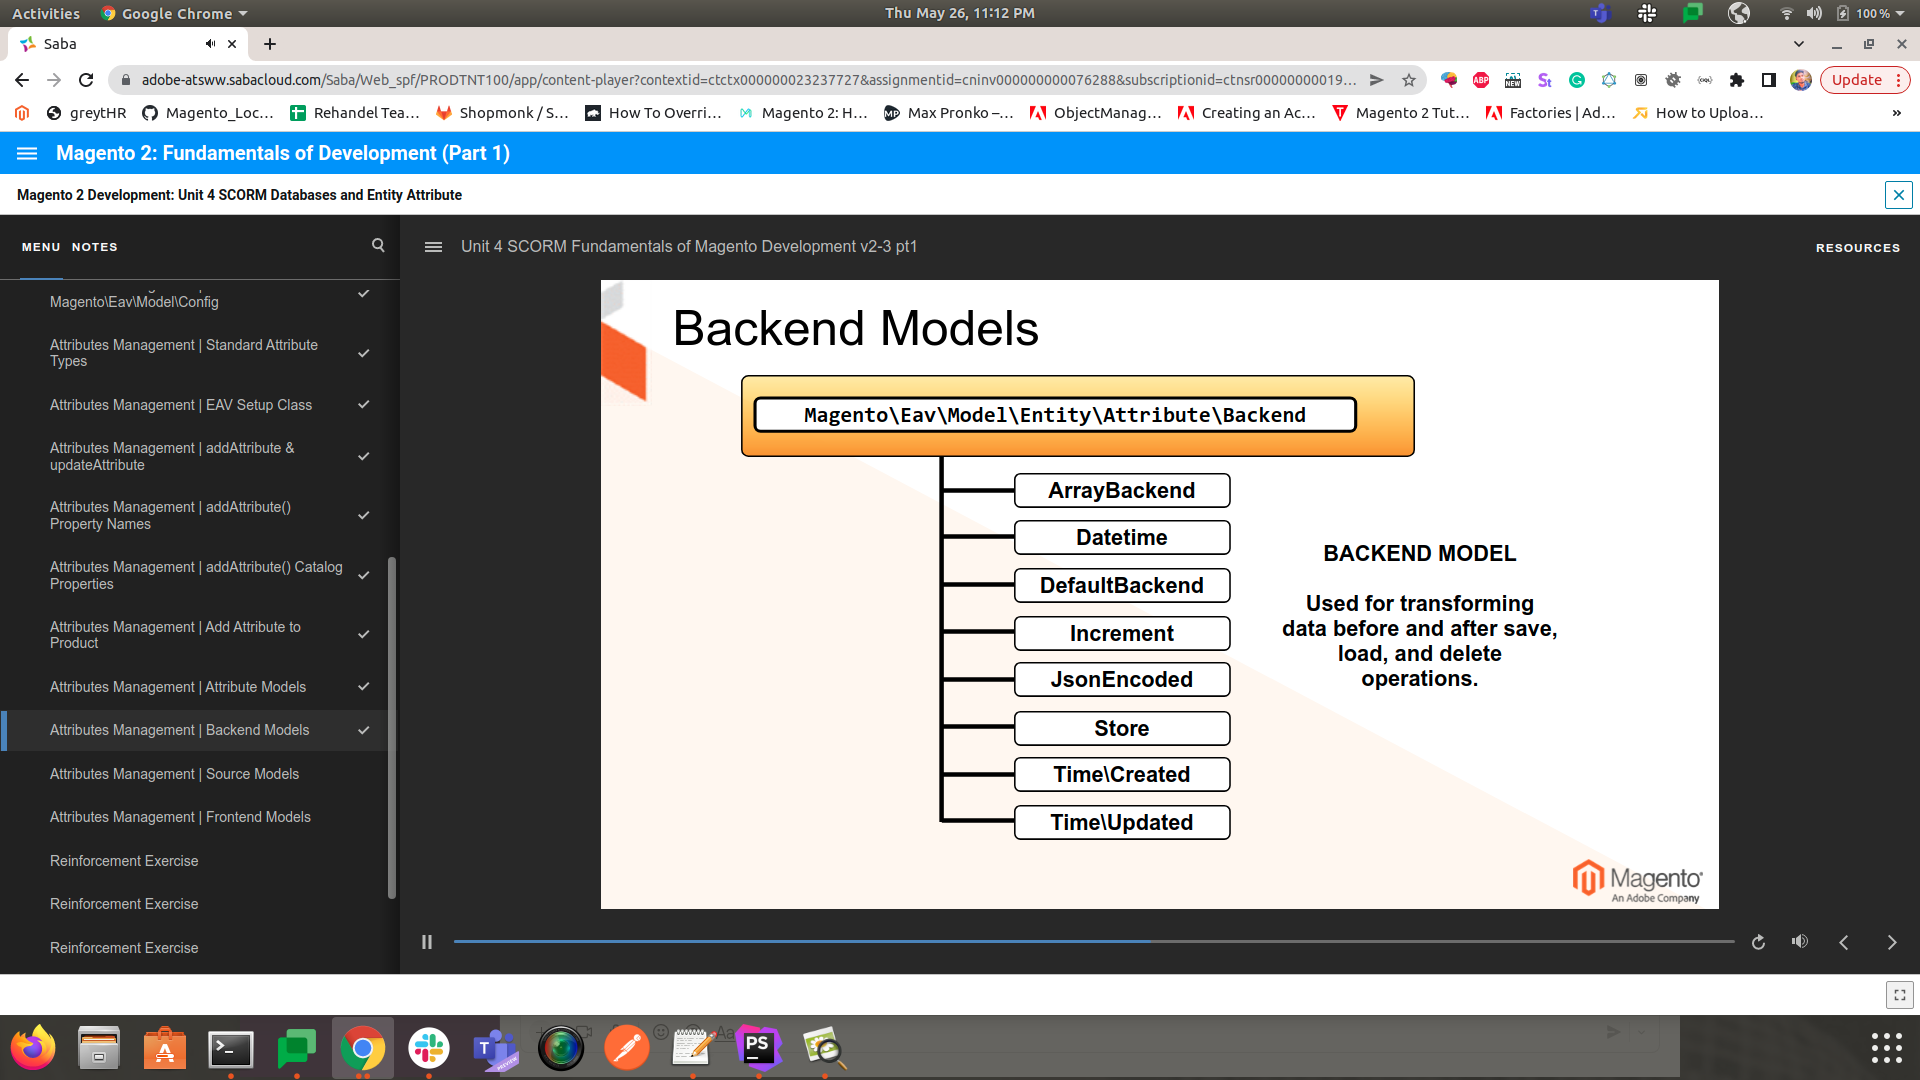 Activities
Google Chrome
Thu May 26, 11:12 PM
100 %
Saba
adobe-atsww.sabacloud.com/Saba/Web_spf/PRODTNT100/app/content-player?contextid=ctctx000000023237727&assignmentid=cninv000000000076288&subscriptionid=ctnsr00000000019...
ABP
NEW
Update
greytHR
Magento_Loc...
Rehandel Tea...
Shopmonk / S...
How To Overri...
Magento 2: H...
Max Pronko –...
ObjectManag...
Creating an Ac...
Magento 2 Tut...
Factories | Ad...
How to Uploa...
»
Magento 2: Fundamentals of Development (Part 1)
Magento 2 Development: Unit 4 SCORM Databases and Entity Attribute
MENU
NOTES
Unit 4 SCORM Fundamentals of Magento Development v2-3 pt1
RESOURCES
Magento\Eav\Model\Config
Attributes Management | Standard Attribute
Types
Attributes Management | EAV Setup Class
Attributes Management | addAttribute &
updateAttribute
Attributes Management | addAttribute()
Property Names
Attributes Management | addAttribute() Catalog
Properties
Attributes Management | Add Attribute to
Product
Attributes Management | Attribute Models
Attributes Management | Backend Models
Attributes Management | Source Models
Attributes Management | Frontend Models
Reinforcement Exercise
Reinforcement Exercise
Reinforcement Exercise
Backend Models
Magento\Eav\Model\Entity\Attribute\Backend
ArrayBackend
Datetime
DefaultBackend
Increment
JsonEncoded
Store
Time\Created
Time\Updated
BACKEND MODEL
Used for transforming
data before and after save,
load, and delete
operations.
Magento
An Adobe Company
PS